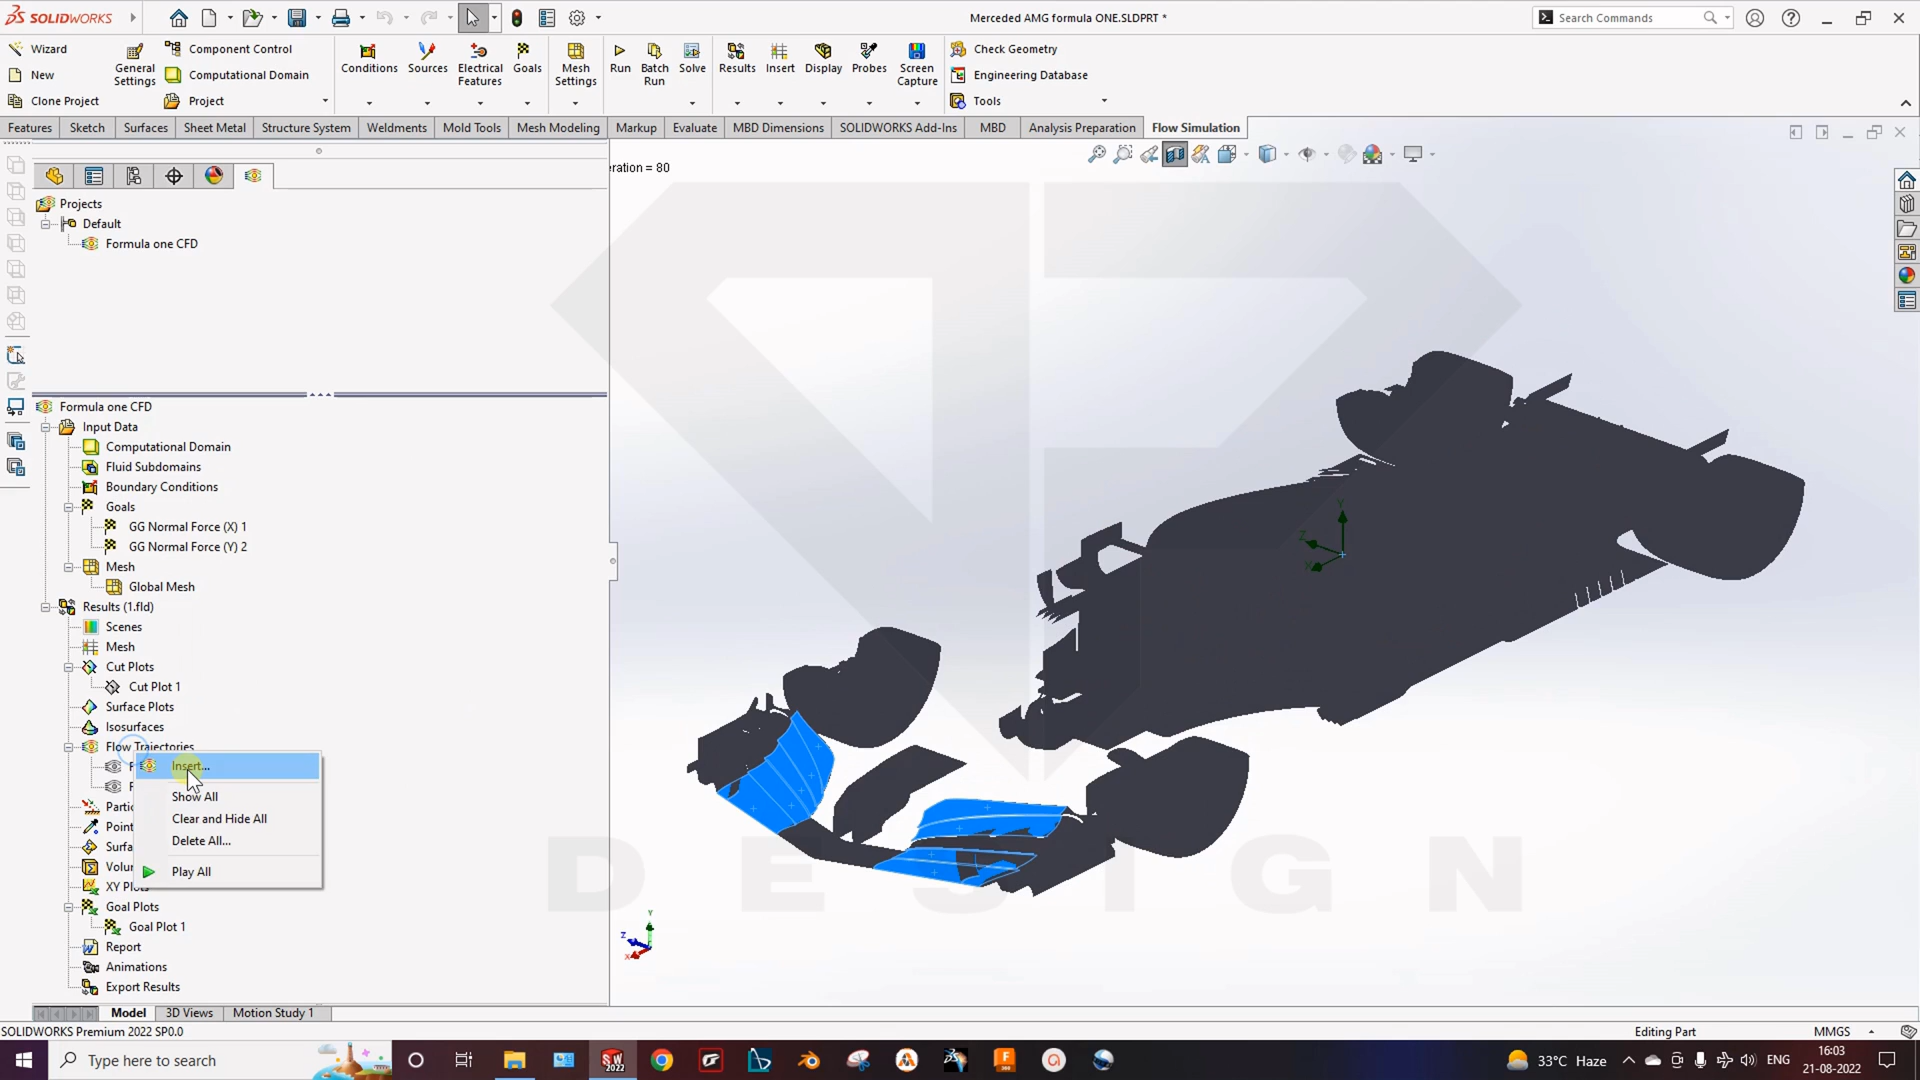 SOLIDWORKS
Merceded AMG formula ONE.SLDPRT *
Search Commands
Wizard
New
Clone Project
General Settings
Component Control
Computational Domain
Project
Conditions
Sources
Electrical Features
Goals
Mesh Settings
Run
Batch Run
Solve
Results
Insert
Display
Probes
Screen Capture
Check Geometry
Engineering Database
Tools
Features
Sketch
Surfaces
Sheet Metal
Structure System
Weldments
Mold Tools
Mesh Modeling
Markup
Evaluate
MBD Dimensions
SOLIDWORKS Add-Ins
MBD
Analysis Preparation
Flow Simulation
eration = 80
Projects
Default
Formula one CFD
Formula one CFD
Input Data
Computational Domain
Fluid Subdomains
Boundary Conditions
Goals
GG Normal Force (X) 1
GG Normal Force (Y) 2
Mesh
Global Mesh
Results (1.fld)
Scenes
Mesh
Cut Plots
Cut Plot 1
Surface Plots
Isosurfaces
Flow Trajectories
Insert...
Show All
Clear and Hide All
Delete All...
Play All
Partic
Point
Surfa
Volu
XY Plots
Goal Plots
Goal Plot 1
Report
Animations
Export Results
DESIGN
Y
Z
X
Y
Z
X
Model
3D Views
Motion Study 1
SOLIDWORKS Premium 2022 SP0.0
Editing Part
MMGS
Type here to search
SW
2022
F
33°C Haze
ENG
16:03
21-08-2022